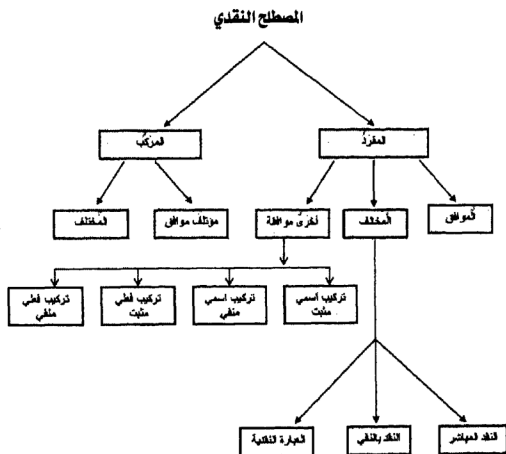 المصطلح النقدي
المفرد
المركب
الموافق
المخالف
أخرى موافقة
مؤتلف موافق
المختلف
تركيب اسمي
مثبت
تركيب اسمي
منفي
تركيب فعلي
مثبت
تركيب فعلي
منفي
النقد المباشر
النقد بالنفي
العبارة النقدية